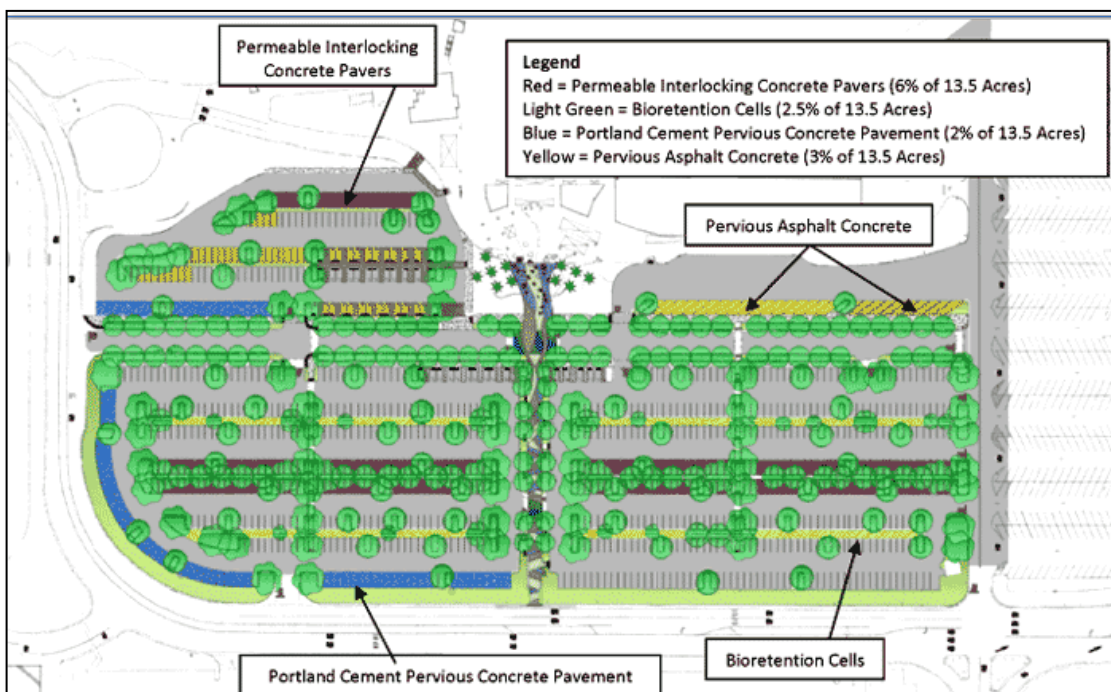 Permeable Interlocking
Concrete Pavers
Legend
Red = Permeable Interlocking Concrete Pavers (6% of 13.5 Acres)
Light Green = Bioretention Cells (2.5% of 13.5 Acres)
Blue = Portland Cement Pervious Concrete Pavement (2% of 13.5 Acres)
Yellow = Pervious Asphalt Concrete (3% of 13.5 Acres)
Pervious Asphalt Concrete
Bioretention Cells
Portland Cement Pervious Concrete Pavement